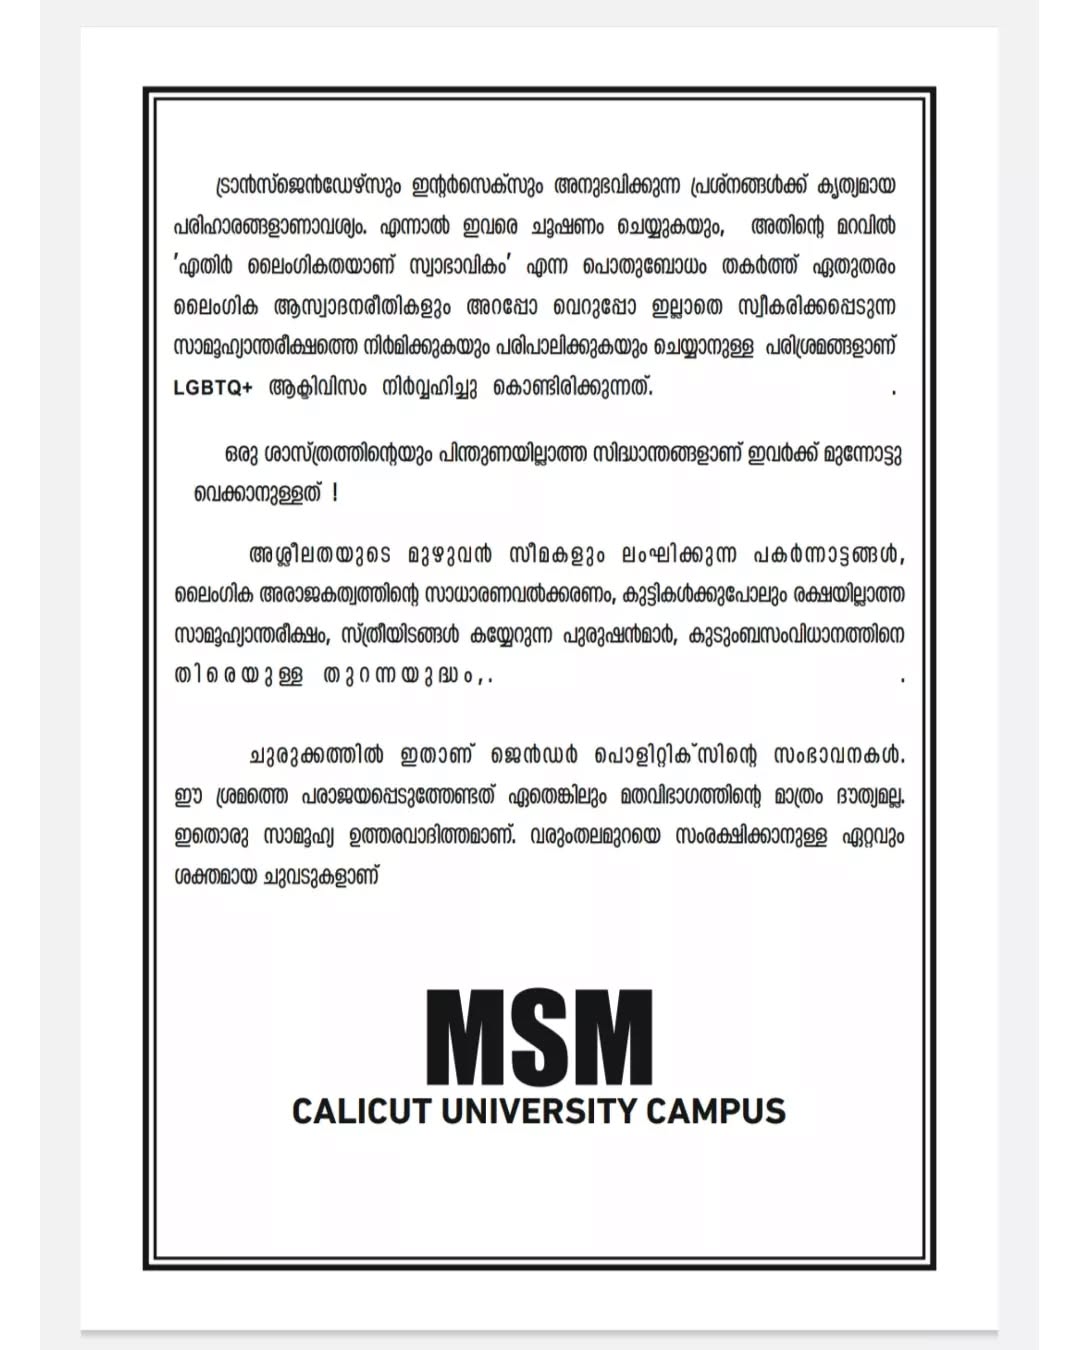 ട്രാൻസ്ജെൻഡേഴ്സും ഇന്റർസെക്സും അനുഭവിക്കുന്ന പ്രശ്നങ്ങൾക്ക് കൃത്യമായ
പരിഹാരങ്ങളാണാവശ്യം. എന്നാൽ ഇവരെ ചൂഷണം ചെയ്യുകയും, അതിന്റെ മറവിൽ
'എതിർ ലൈംഗികതയാണ് സ്വാഭാവികം' എന്ന പൊതുബോധം തകർത്ത് ഏതുതരം
ലൈംഗിക ആസ്വാദനരീതികളും അറപ്പോ വെറുപ്പോ ഇല്ലാതെ സ്വീകരിക്കപ്പെടുന്ന
സാമൂഹ്യാന്തരീക്ഷത്തെ നിർമിക്കുകയും പരിപാലിക്കുകയും ചെയ്യാനുള്ള പരിശ്രമങ്ങളാണ്
LGBTQ+ ആക്ടിവിസം നിർവ്വഹിച്ചു കൊണ്ടിരിക്കുന്നത്. .
ഒരു ശാസ്ത്രത്തിന്റെയും പിന്തുണയില്ലാത്ത സിദ്ധാന്തങ്ങളാണ് ഇവർക്ക് മുന്നോട്ടു
വെക്കാനുള്ളത് !
അശ്ലീലതയുടെ മുഴുവൻ സീമകളും ലംഘിക്കുന്ന പകർന്നാട്ടങ്ങൾ,
ലൈംഗിക അരാജകത്വത്തിന്റെ സാധാരണവൽക്കരണം, കുട്ടികൾക്കുപോലും രക്ഷയില്ലാത്ത
സാമൂഹ്യാന്തരീക്ഷം, സ്ത്രീയിടങ്ങൾ കയ്യേറുന്ന പുരുഷൻമാർ, കുടുംബസംവിധാനത്തിനെ
തിരെയുള്ള തുറന്നയുദ്ധം,. .
ചുരുക്കത്തിൽ ഇതാണ് ജെൻഡർ പൊളിറ്റിക്സിന്റെ സംഭാവനകൾ.
ഈ ശ്രമത്തെ പരാജയപ്പെടുത്തേണ്ടത് ഏതെങ്കിലും മതവിഭാഗത്തിന്റെ മാത്രം ദൗത്യമല്ല.
ഇതൊരു സാമൂഹ്യ ഉത്തരവാദിത്തമാണ്. വരുംതലമുറയെ സംരക്ഷിക്കാനുള്ള ഏറ്റവും
ശക്തമായ ചുവടുകളാണ്
MSM
CALICUT UNIVERSITY CAMPUS